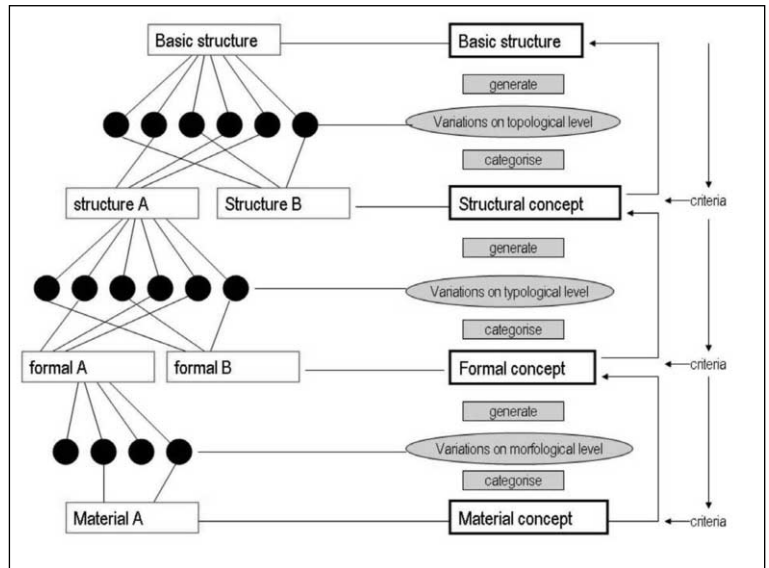 Basic structure
Basic structure
generate
Variations on topological level
categorise
structure A
Structure B
Structural concept
criteria
generate
Variations on typological level
categorise
formal A
formal B
Formal concept
criteria
generate
Variations on morfological level
categorise
Material A
Material concept
criteria